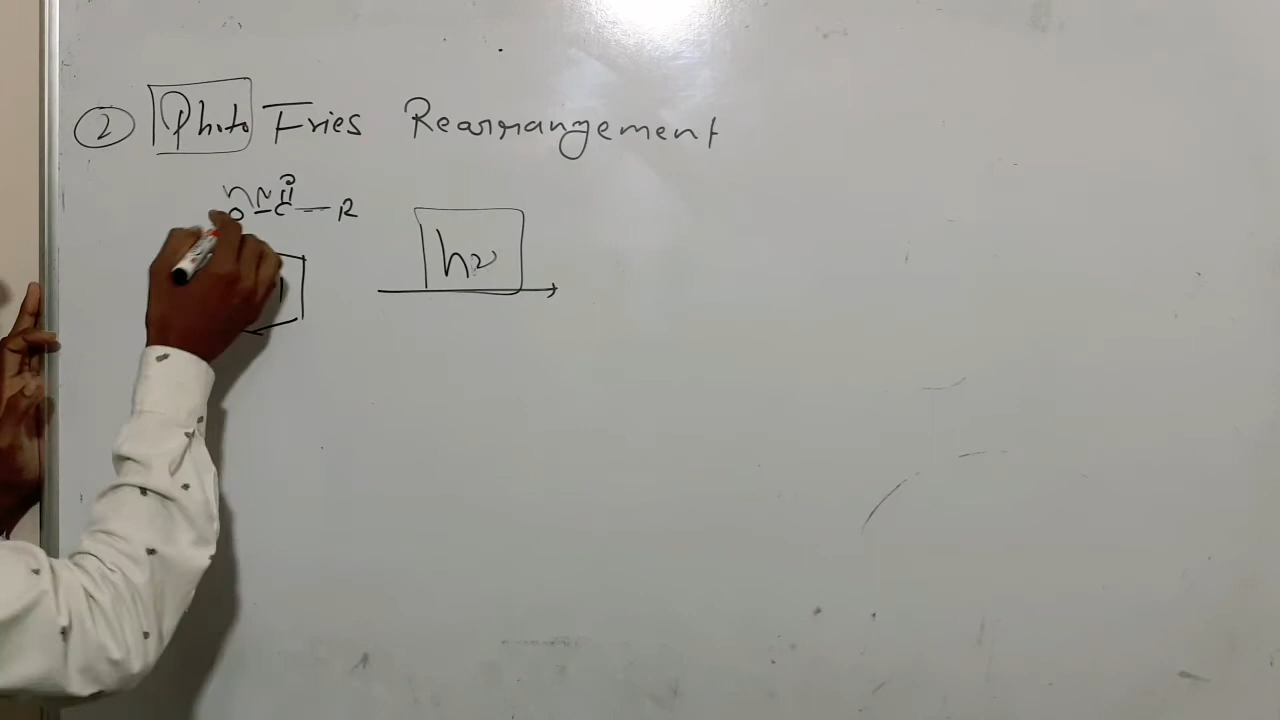 2 Photo Fries Rearrangement
O
O-C-R
hν